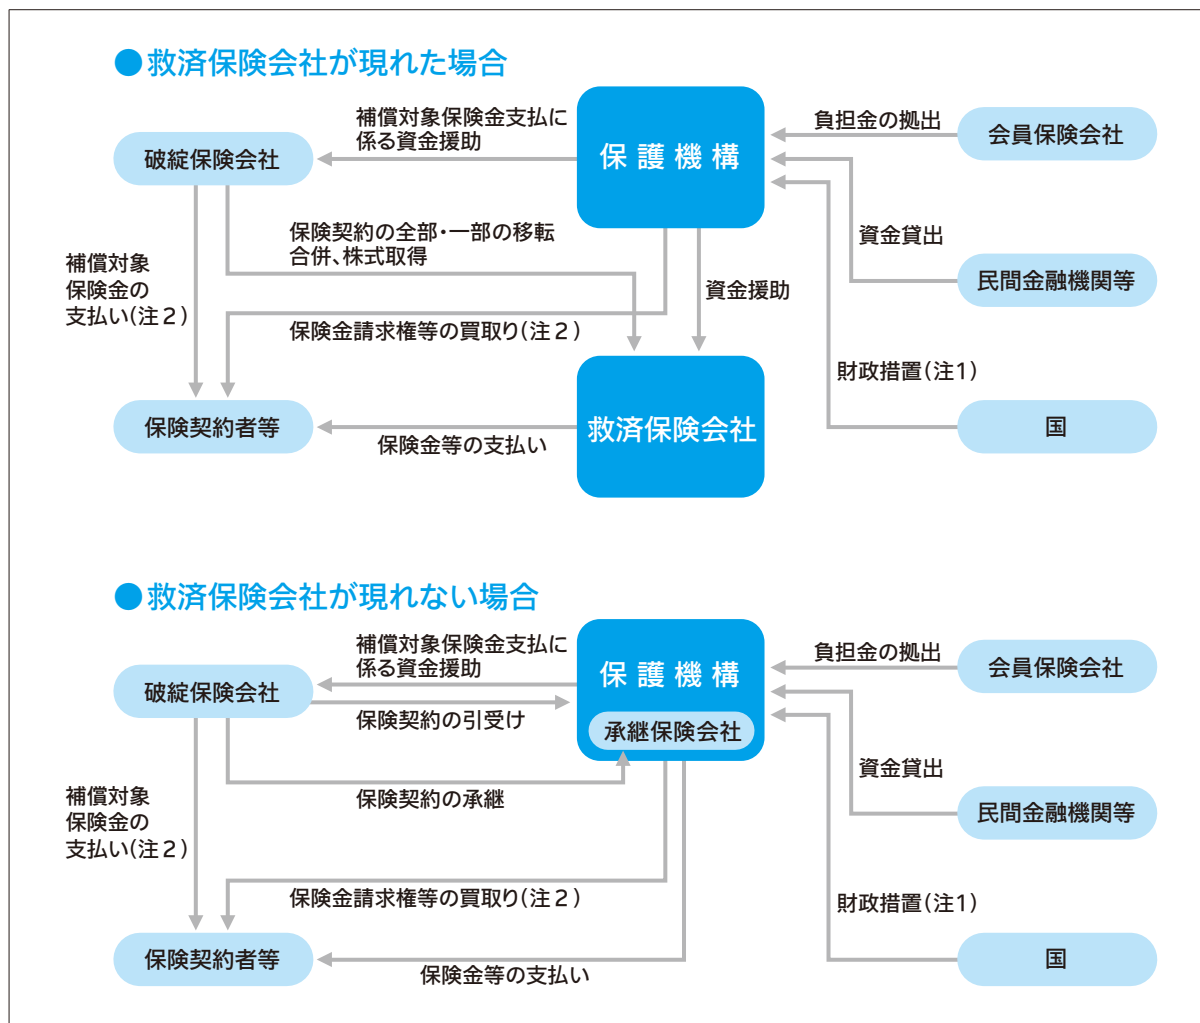 ●救済保険会社が現れた場合
補償対象保険金支払に
係る資金援助
破綻保険会社
保護機構
負担金の拠出
会員保険会社
保険契約の全部・一部の移転
合併、株式取得
補償対象
保険金の
支払い(注2)
資金貸出
民間金融機関等
資金援助
保険金請求権等の買取り(注2)
財政措置(注1)
保険契約者等
保険金等の支払い
救済保険会社
国
●救済保険会社が現れない場合
補償対象保険金支払に
係る資金援助
破綻保険会社
保護機構
負担金の拠出
会員保険会社
保険契約の引受け
承継保険会社
補償対象
保険金の
支払い(注2)
保険契約の承継
資金貸出
民間金融機関等
保険金請求権等の買取り(注2)
財政措置(注1)
保険契約者等
保険金等の支払い
国